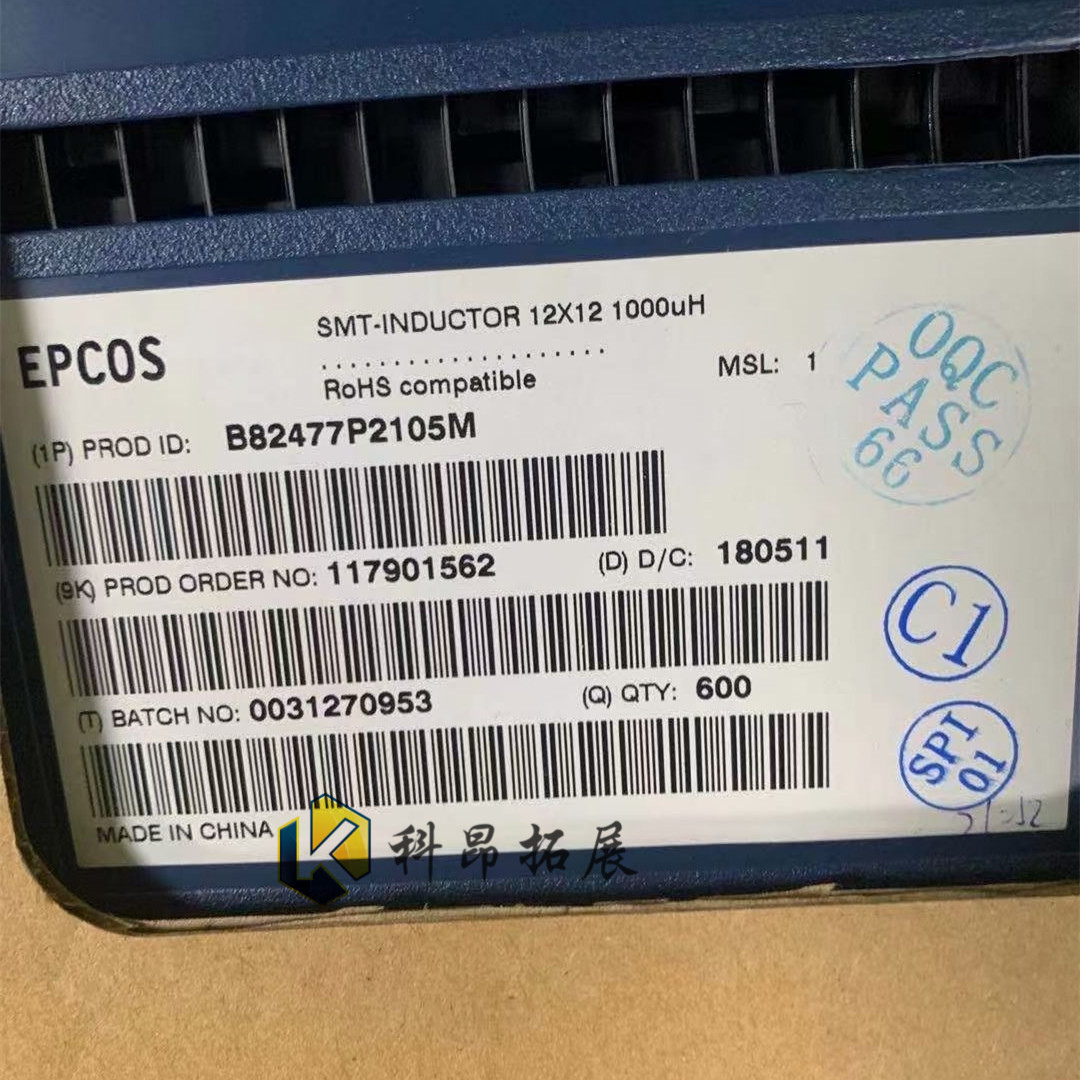 SMT-INDUCTOR 12X12 1000uH
EPCOS
....................
RoHS compatible
MSL: 1
(1P) PROD ID: B82477P2105M
(9K) PROD ORDER NO: 117901562 (D) D/C: 180511
(T) BATCH NO: 0031270953 (Q) QTY: 600
MADE IN CHINA
OQC
PASS
66
C1
SPI
01
K 科昂拓展